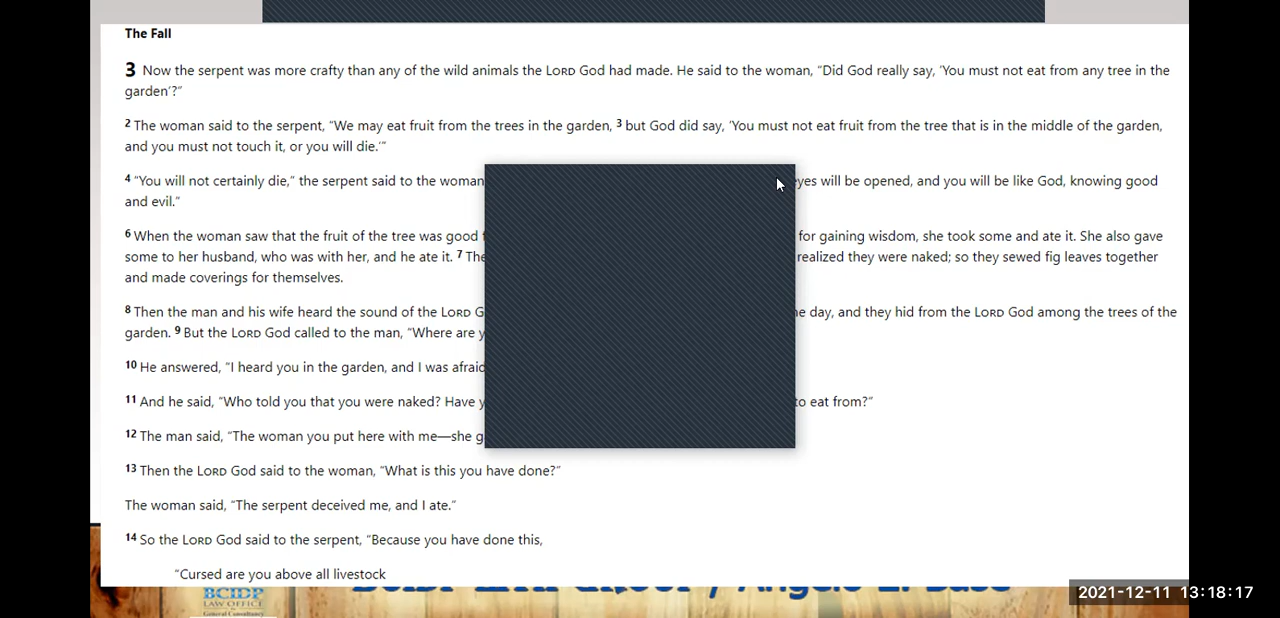 The Fall
3 Now the serpent was more crafty than any of the wild animals the LORD God had made. He said to the woman, “Did God really say, ‘You must not eat from any tree in the
garden’?”
2 The woman said to the serpent, “We may eat fruit from the trees in the garden, 3 but God did say, ‘You must not eat fruit from the tree that is in the middle of the garden,
and you must not touch it, or you will die.’”
4 “You will not certainly die,” the serpent said to the woman yes will be opened, and you will be like God, knowing good
and evil.”
6 When the woman saw that the fruit of the tree was good for gaining wisdom, she took some and ate it. She also gave
some to her husband, who was with her, and he ate it. 7 The realized they were naked; so they sewed fig leaves together
and made coverings for themselves.
8 Then the man and his wife heard the sound of the LORD G day, and they hid from the LORD God among the trees of the
garden. 9 But the LORD God called to the man, “Where are
10 He answered, “I heard you in the garden, and I was afraid
11 And he said, “Who told you that you were naked? Have to eat from?”
12 The man said, “The woman you put here with me—she
13 Then the LORD God said to the woman, “What is this you have done?”
The woman said, “The serpent deceived me, and I ate.”
14 So the LORD God said to the serpent, “Because you have done this,
“Cursed are you above all livestock
BCIDP
LAW OFFICE
General Consultancy
2021-12-11 13:18:17